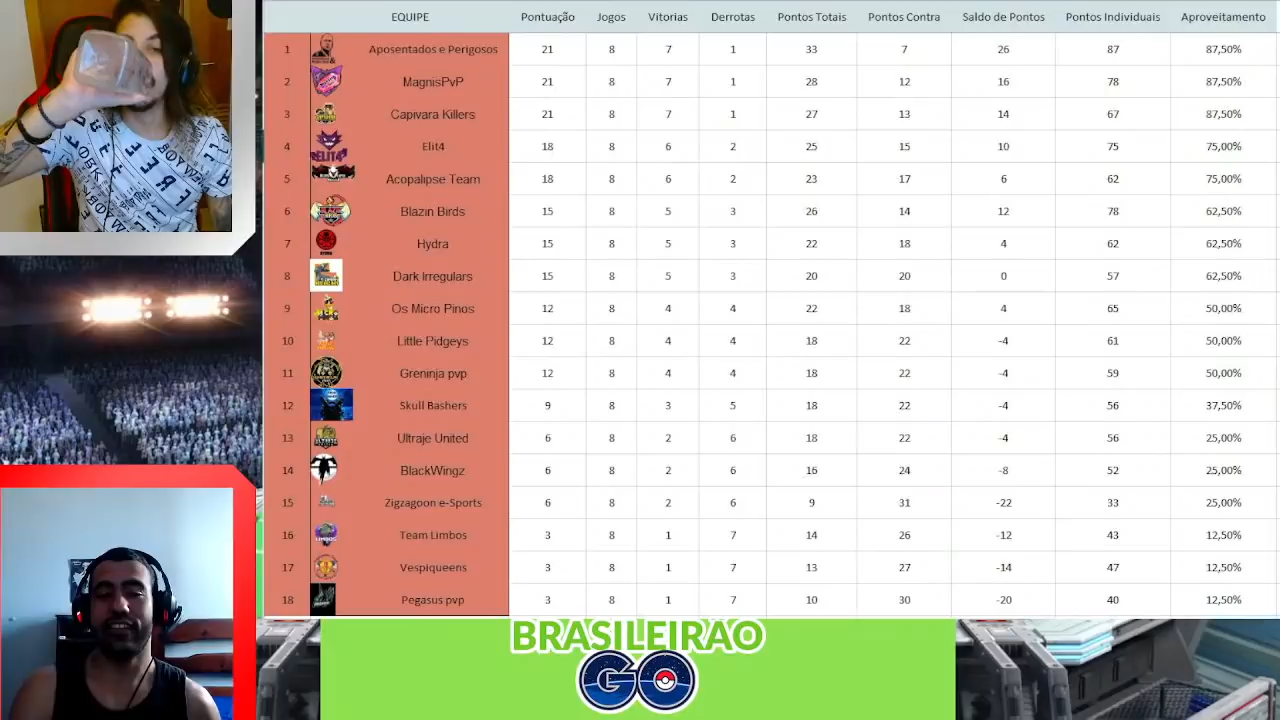 EQUIPE Pontuação Jogos Vitorias Derrotas Pontos Totais Pontos Contra Saldo de Pontos Pontos Individuais Aproveitamento
1 Aposentados e Perigosos 21 8 7 1 33 7 26 87 87,50%
2 MagnisPvP 21 8 7 1 28 12 16 78 87,50%
3 Capivara Killers 21 8 7 1 27 13 14 67 87,50%
4 Elit4 18 8 6 2 25 15 10 75 75,00%
5 Acopalipse Team 18 8 6 2 23 17 6 62 75,00%
6 Blazin Birds 15 8 5 3 26 14 12 78 62,50%
7 Hydra 15 8 5 3 22 18 4 62 62,50%
8 Dark Irregulars 15 8 5 3 20 20 0 57 62,50%
9 Os Micro Pinos 12 8 4 4 22 18 4 65 50,00%
10 Little Pidgeys 12 8 4 4 18 22 -4 61 50,00%
11 Greninja pvp 12 8 4 4 18 22 -4 59 50,00%
12 Skull Bashers 9 8 3 5 18 22 -4 56 37,50%
13 Ultraje United 6 8 2 6 18 22 -4 56 25,00%
14 BlackWingz 6 8 2 6 16 24 -8 52 25,00%
15 Zigzagoon e-Sports 6 8 2 6 9 31 -22 33 25,00%
16 Team Limbos 3 8 1 7 14 26 -12 43 12,50%
17 Vespiqueens 3 8 1 7 13 27 -14 47 12,50%
18 Pegasus pvp 3 8 1 7 10 30 -20 40 12,50%
BRASILEIRAO
GO